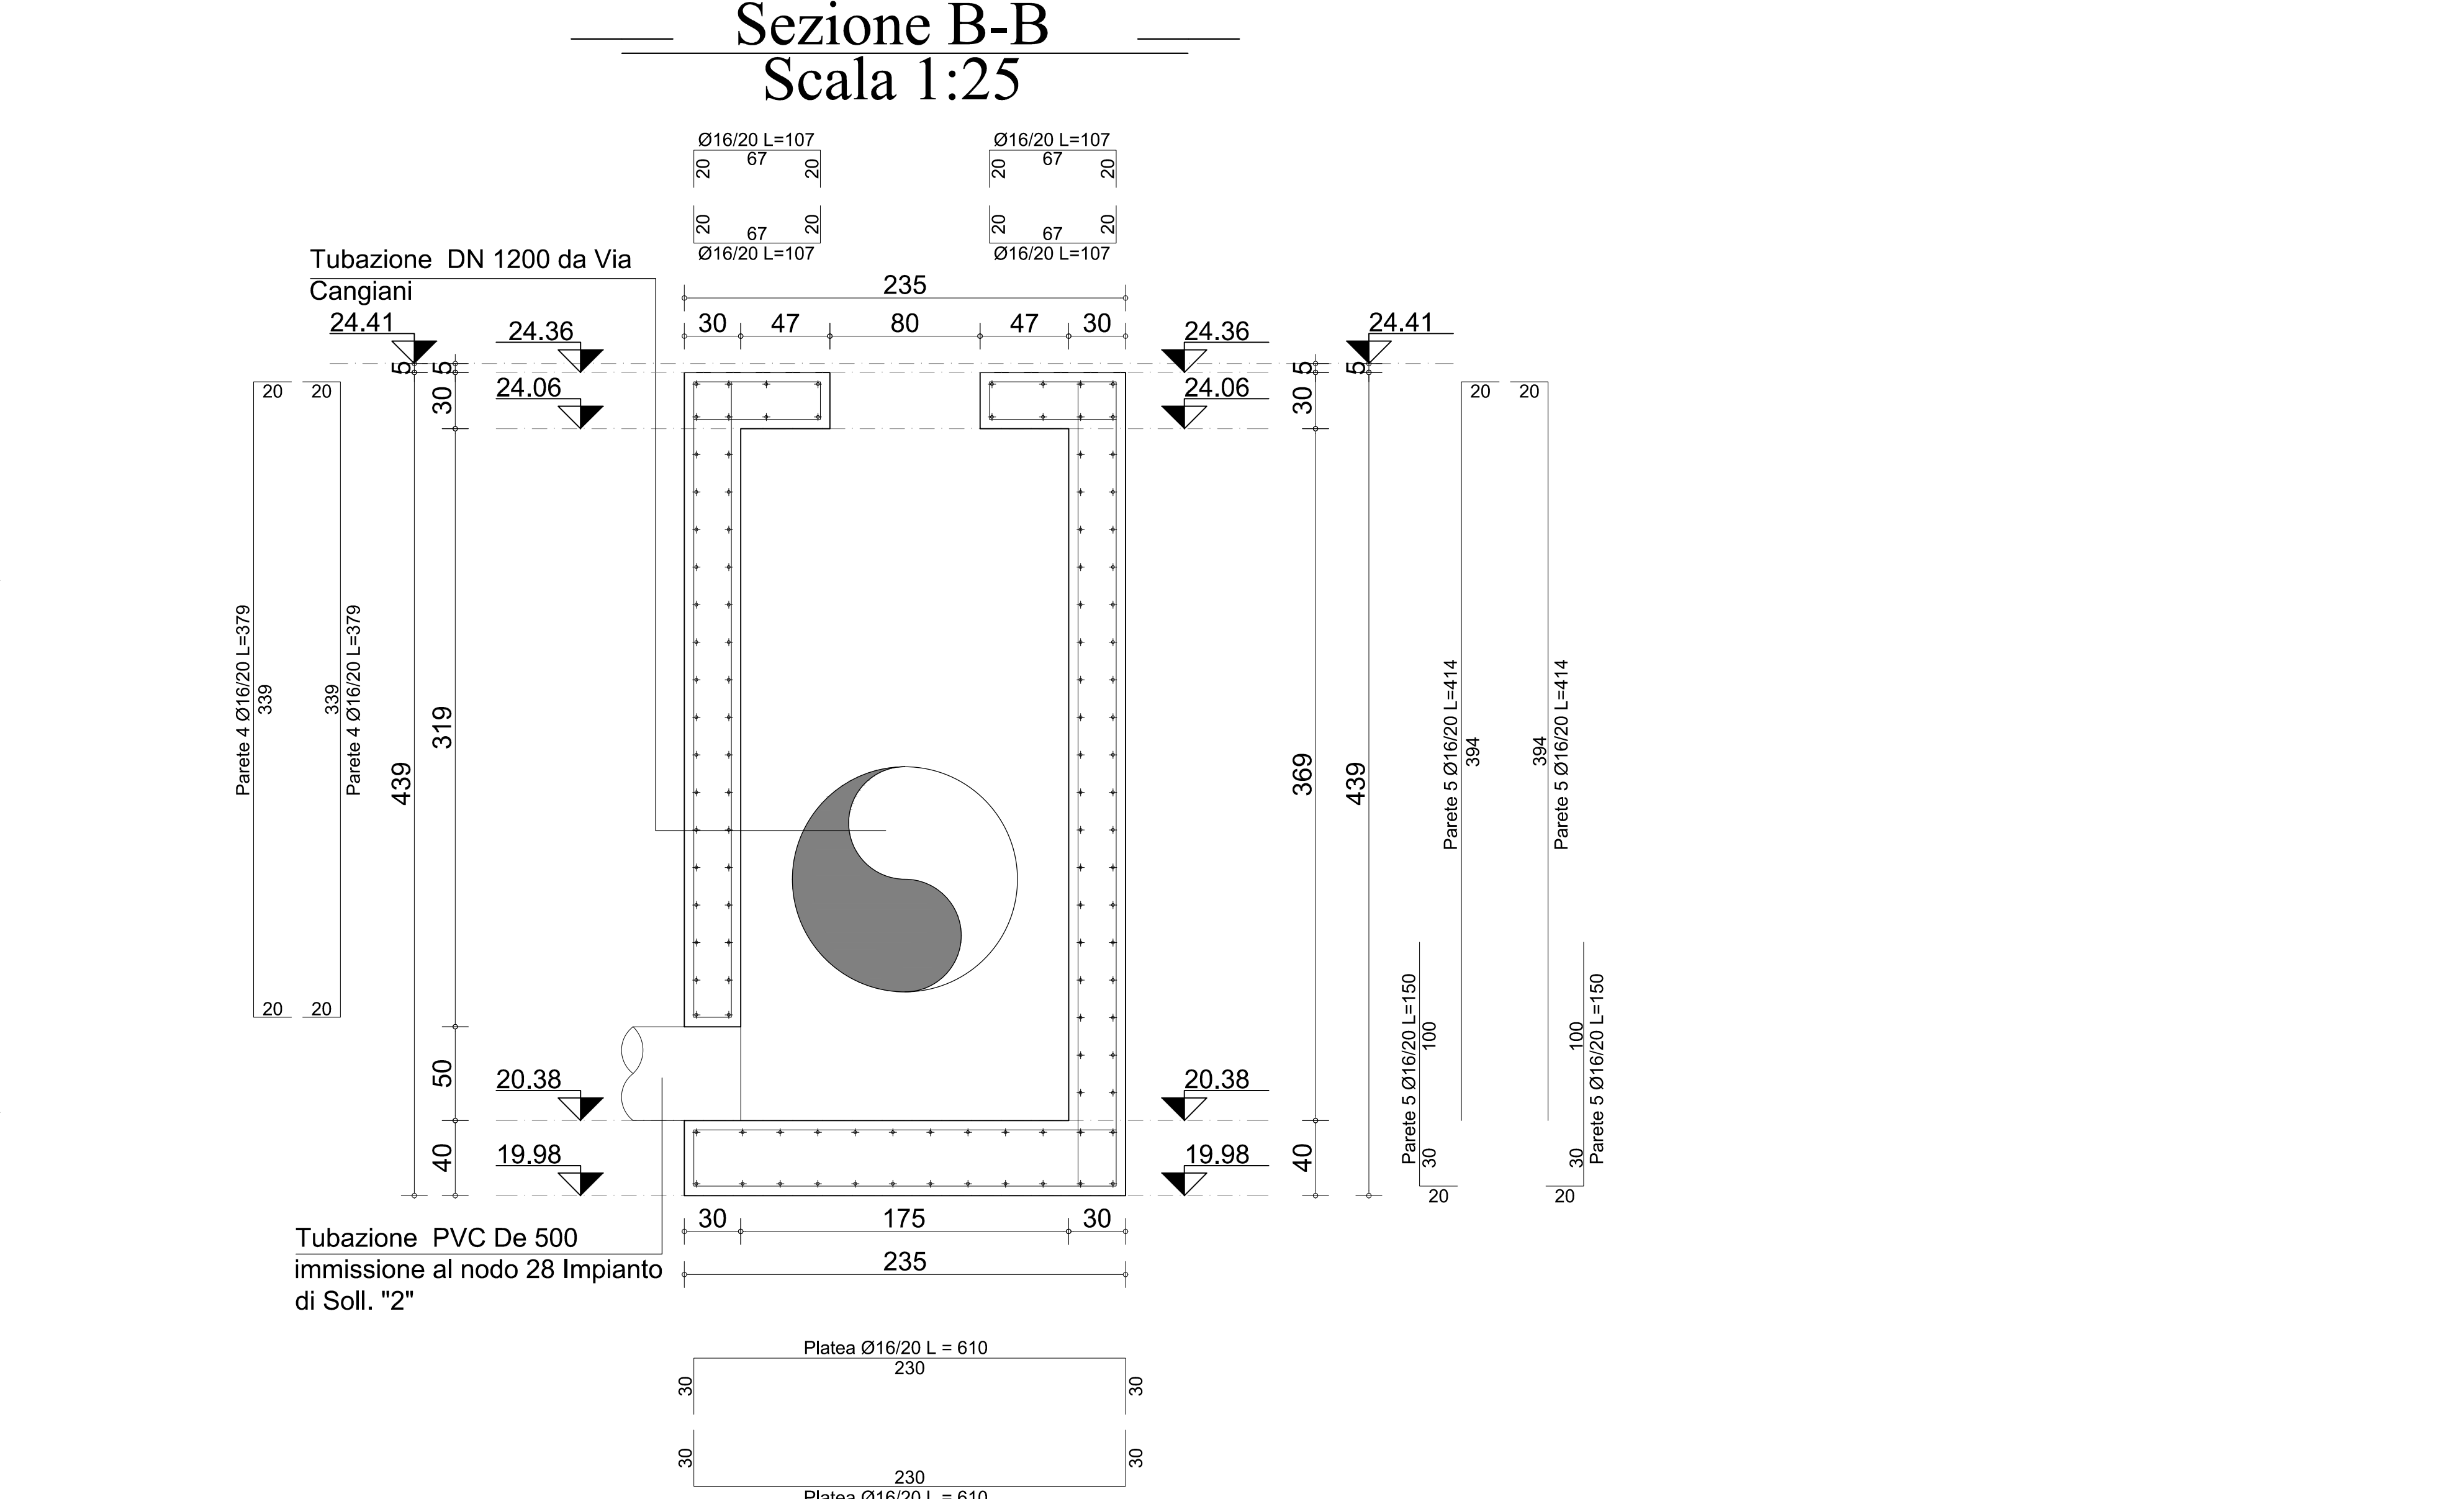 Sezione B-B
Scala 1:25
Ø16/20 L=107 Ø16/20 L=107
20 67 20 20 67 20
20 67 20 20 67 20
Ø16/20 L=107 Ø16/20 L=107
Tubazione DN 1200 da Via
Cangiani
235
30 47 80 47 30
24.41 24.36 24.36 24.41
5 5 5 5
20 20 30 24.06 24.06 30 20 20
Parete 4 Ø16/20 L=379
339
339
Parete 4 Ø16/20 L=379
439
319
369
439
Parete 5 Ø16/20 L=414
394
394
Parete 5 Ø16/20 L=414
20 20
Parete 5 Ø16/20 L=150
100
30
20
100
30
20
Parete 5 Ø16/20 L=150
50
20.38 20.38
40 19.98 19.98 40
30 175 30
235
Tubazione PVC De 500
immissione al nodo 28 Impianto
di Soll. "2"
Platea Ø16/20 L = 610
230
30 30
30 30
230
Platea Ø16/20 L = 610